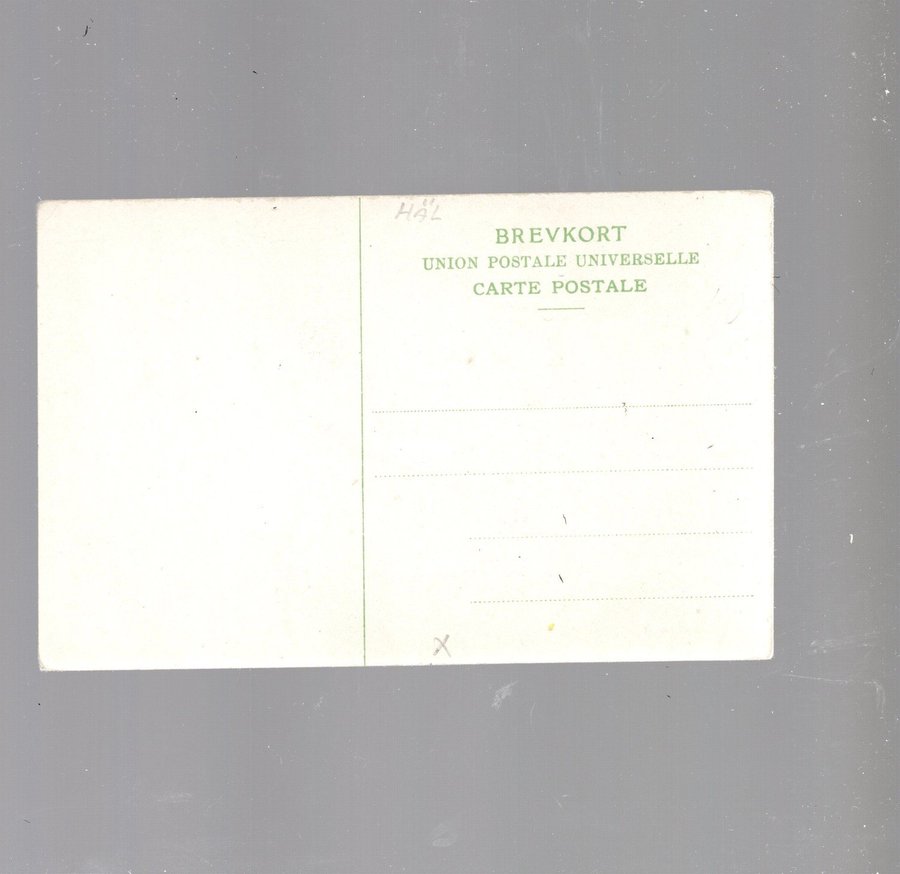 HÄL
BREVKORT
UNION POSTALE UNIVERSELLE
CARTE POSTALE
X